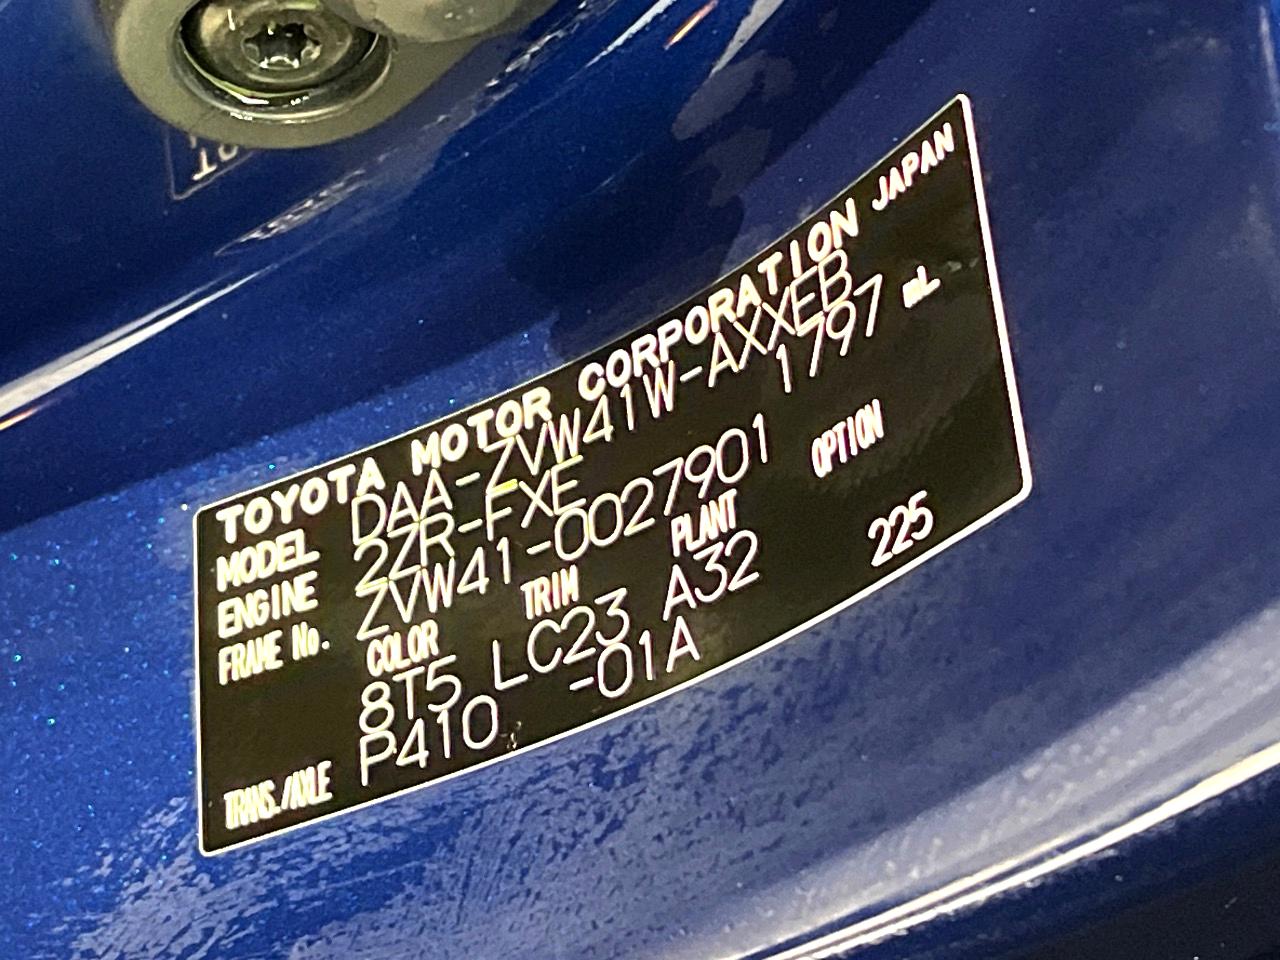 TOYOTA MOTOR CORPORATION JAPAN
MODEL DAA-ZVW41W-AXXEB
ENGINE 2ZR-FXE 1797 mL
FRAME No. ZVW41-0027901
COLOR TRIM PLANT OPTION
8T5 LC23 A32 225
TRANS./AXLE P410 -01A